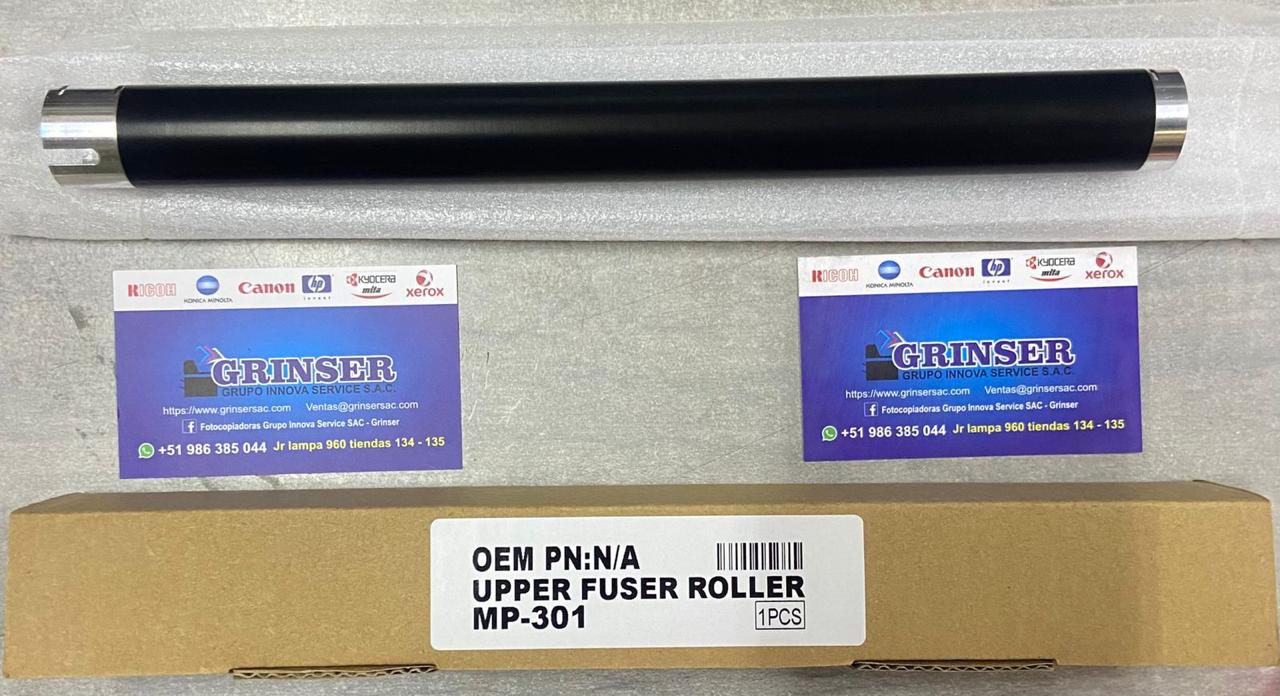 RICOH KONICA MINOLTA Canon hp invent KYOCERA mita xerox
GRINSER
GRUPO INNOVA SERVICE S.A.C.
https://www.grinsersac.com Ventas@grinsersac.com
Fotocopiadoras Grupo Innova Service SAC - Grinser
+51 986 385 044 Jr lampa 960 tiendas 134 - 135
RICOH KONICA MINOLTA Canon hp invent KYOCERA mita xerox
GRINSER
GRUPO INNOVA SERVICE S.A.C.
https://www.grinsersac.com Ventas@grinsersac.com
Fotocopiadoras Grupo Innova Service SAC - Grinser
+51 986 385 044 Jr lampa 960 tiendas 134 - 135
OEM PN:N/A
UPPER FUSER ROLLER
MP-301 1PCS